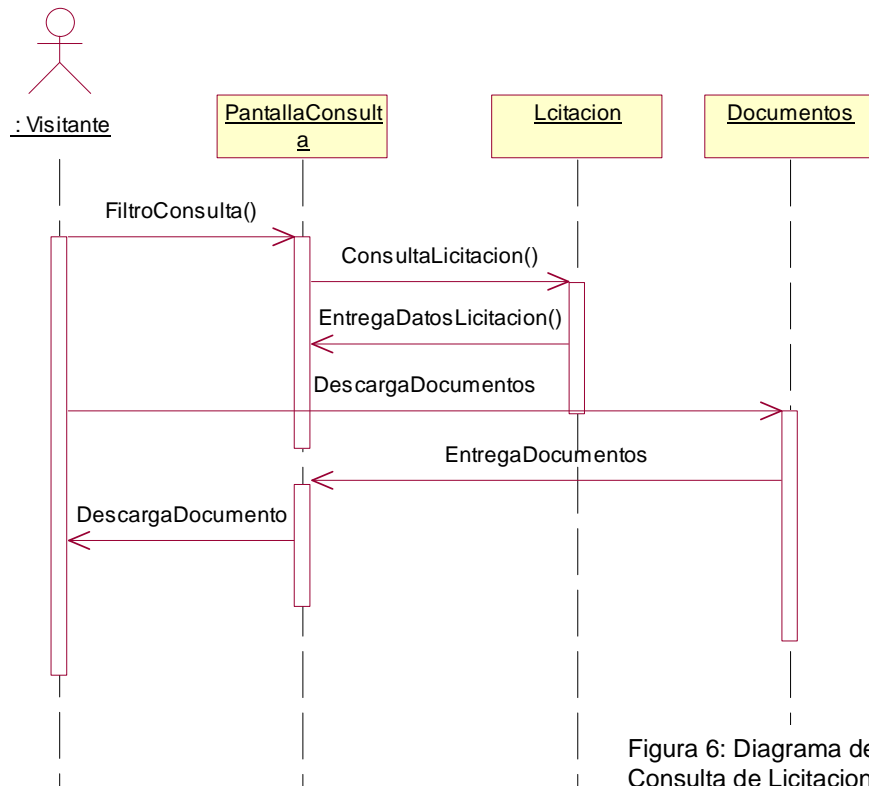 : Visitante
PantallaConsult
a
Lcitacion
Documentos
FiltroConsulta()
ConsultaLicitacion()
EntregaDatosLicitacion()
DescargaDocumentos
EntregaDocumentos
DescargaDocumento
Figura 6: Diagrama de
Consulta de Licitacion